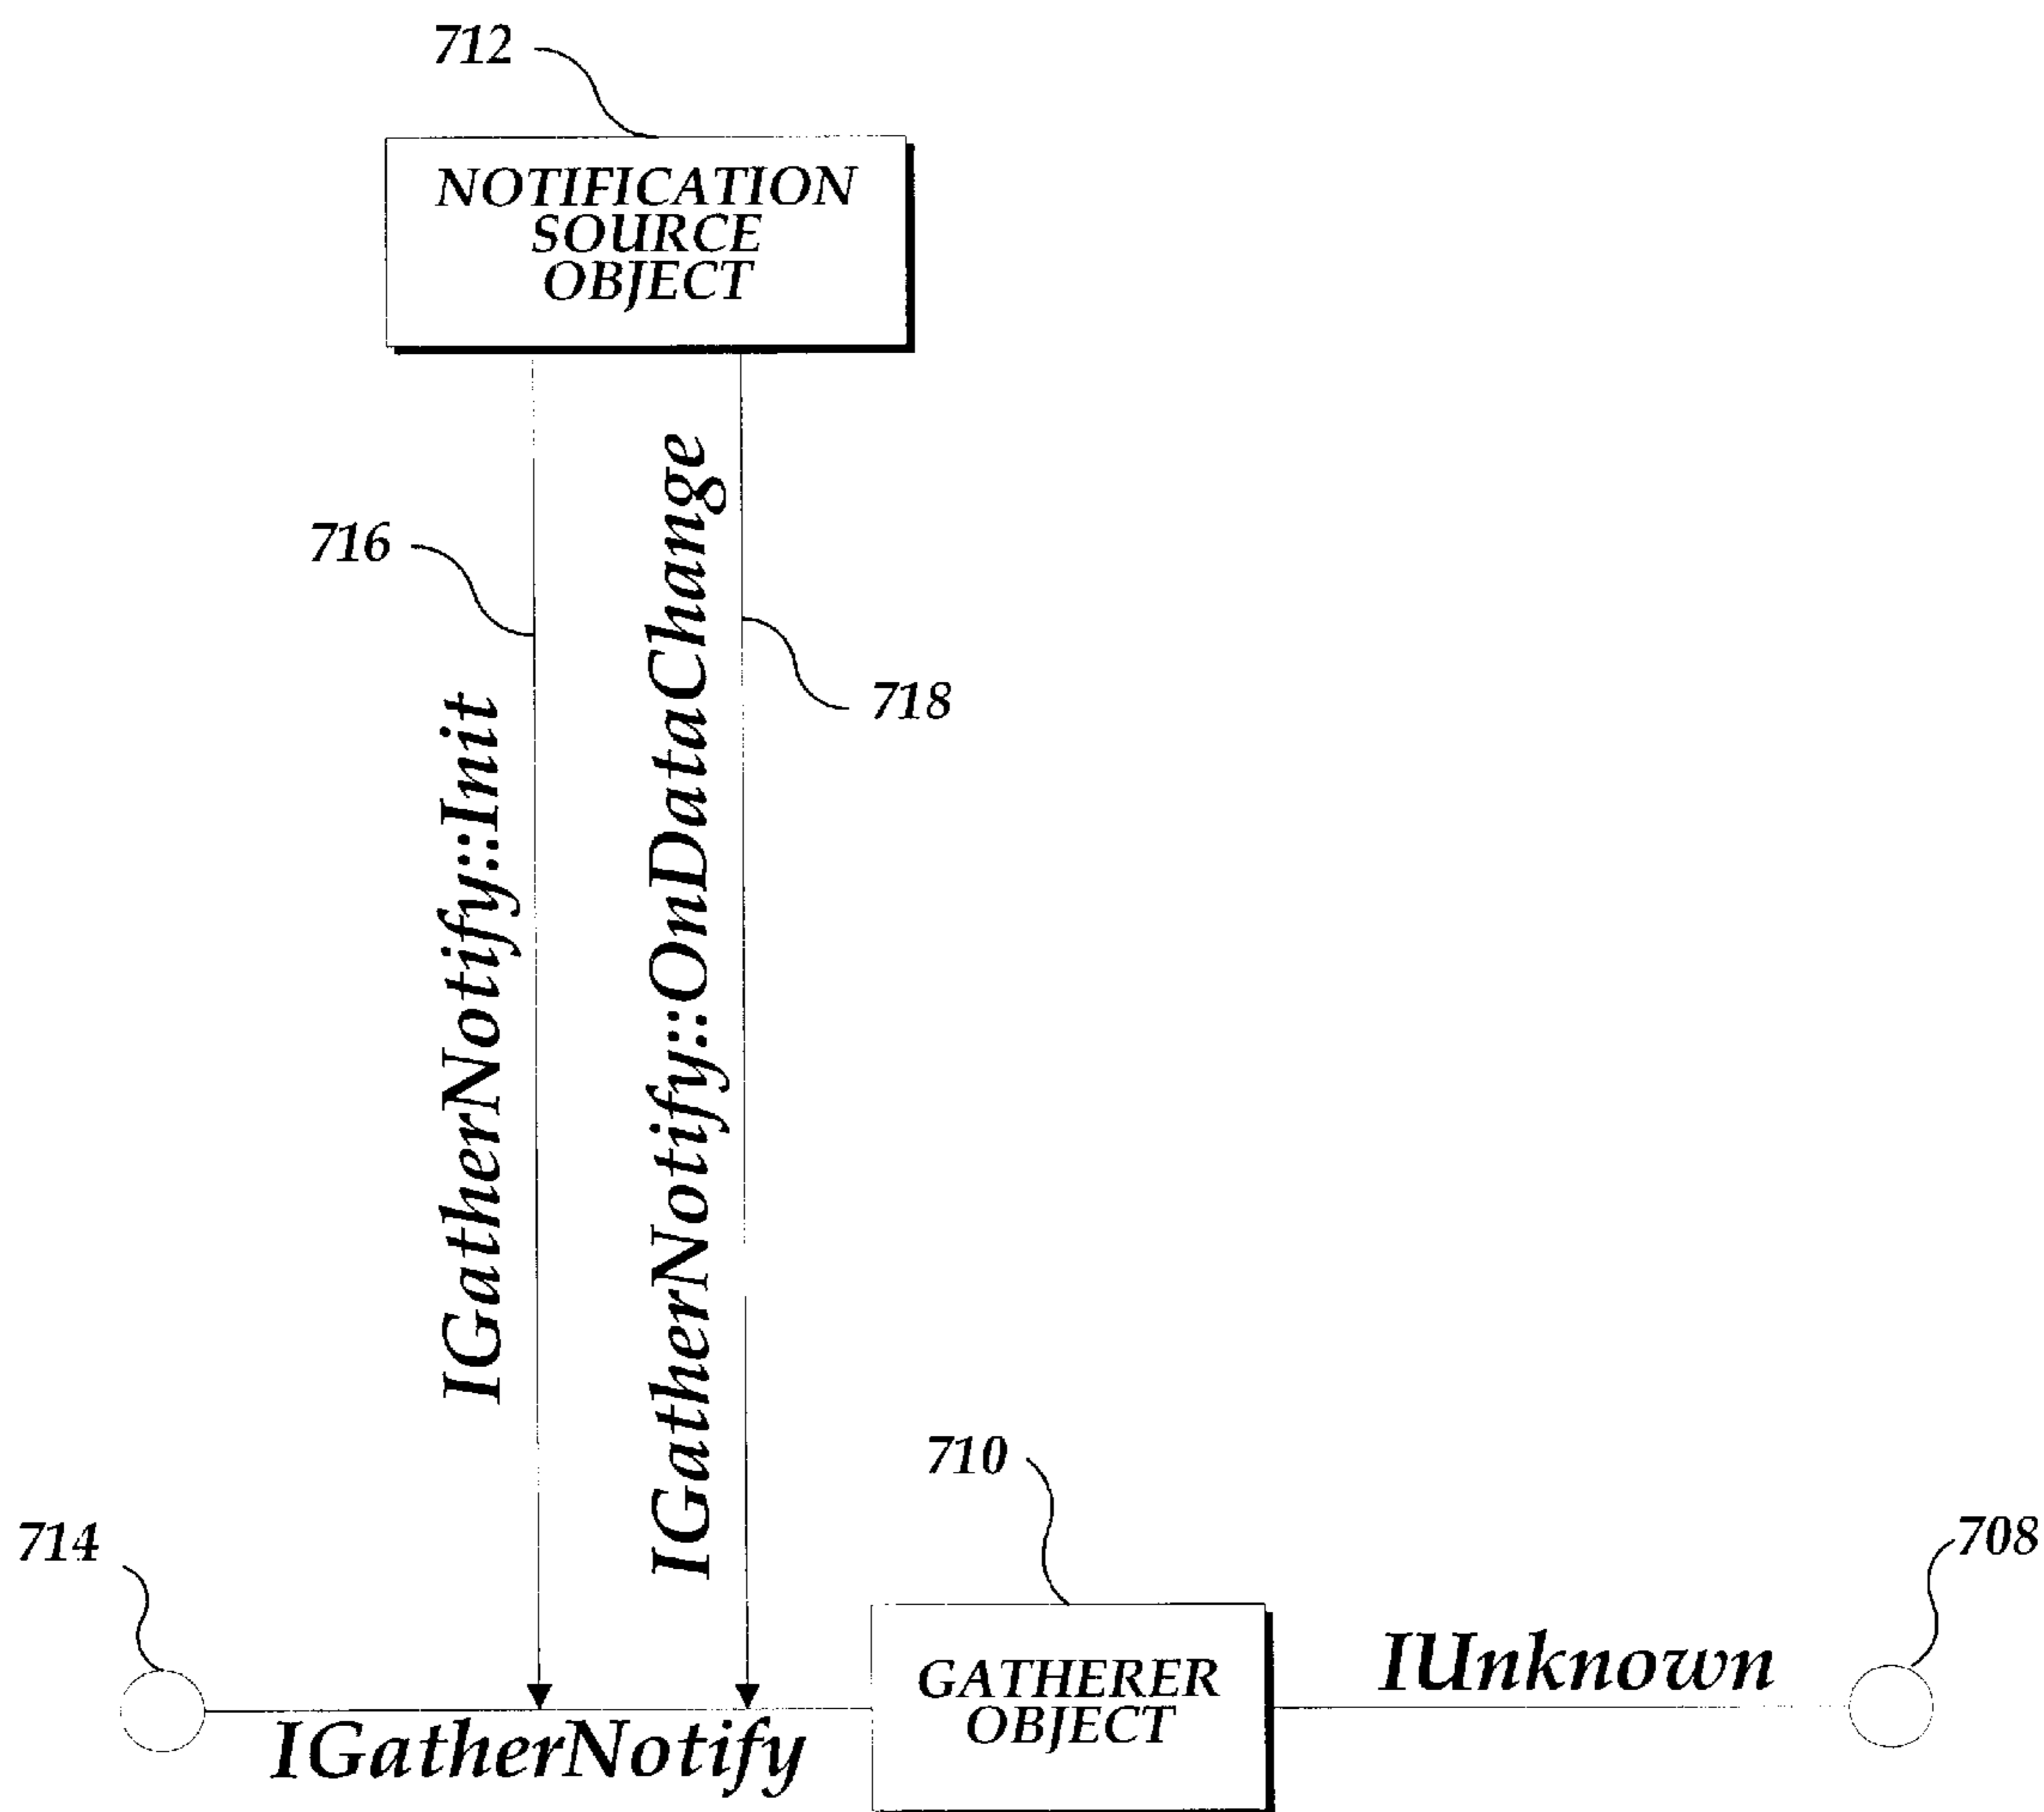 712
NOTIFICATION
SOURCE
OBJECT
716
718
IGatherNotify::Init
IGatherNotify::OnDataChange
710
714
708
GATHERER
OBJECT
IUnknown
IGatherNotify